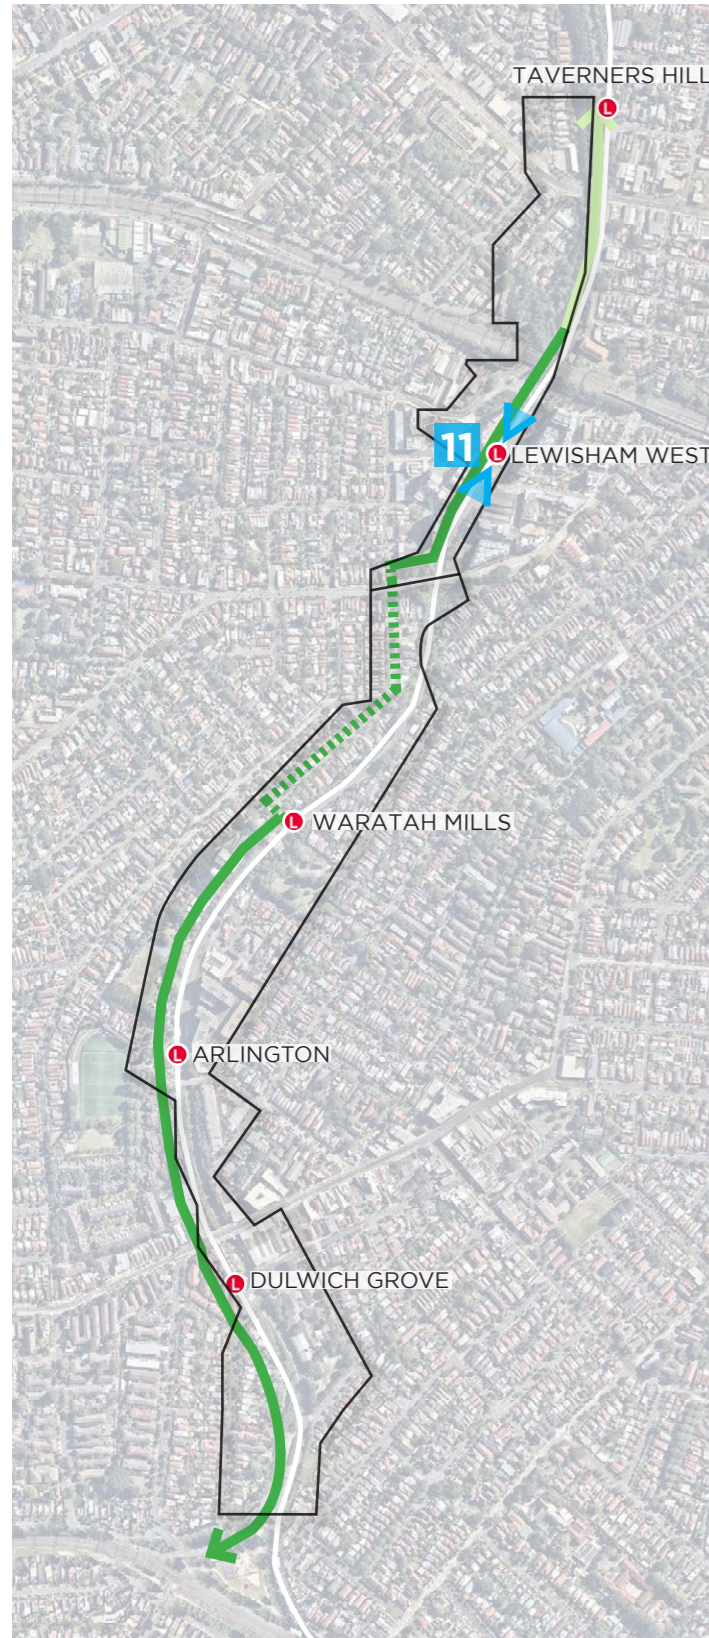 TAVERNERS HILL
L
11
L
LEWISHAM WEST
L
WARATAH MILLS
L
ARLINGTON
L
DULWICH GROVE